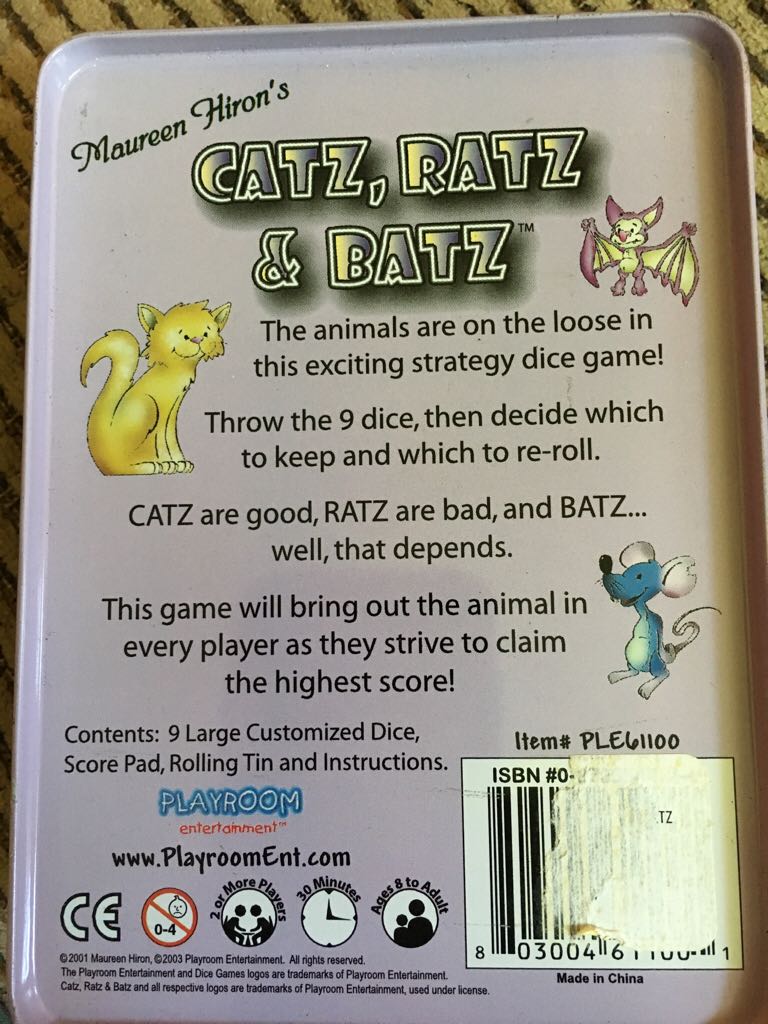 Maureen Hiron's
CATZ, RATZ
& BATZ™
The animals are on the loose in
this exciting strategy dice game!
Throw the 9 dice, then decide which
to keep and which to re-roll.
CATZ are good, RATZ are bad, and BATZ...
well, that depends.
This game will bring out the animal in
every player as they strive to claim
the highest score!
Contents: 9 Large Customized Dice,
Score Pad, Rolling Tin and Instructions.
PLAYROOM
entertainment™
www.PlayroomEnt.com
CE
0-4
2 or More Players
30 Minutes
Ages 8 to Adult
©2001 Maureen Hiron, ©2003 Playroom Entertainment. All rights reserved.
The Playroom Entertainment and Dice Games logos are trademarks of Playroom Entertainment.
Catz, Ratz & Batz and all respective logos are trademarks of Playroom Entertainment, used under license.
Item# PLE61100
ISBN #0-
TZ
8 03004 61100 1
Made in China